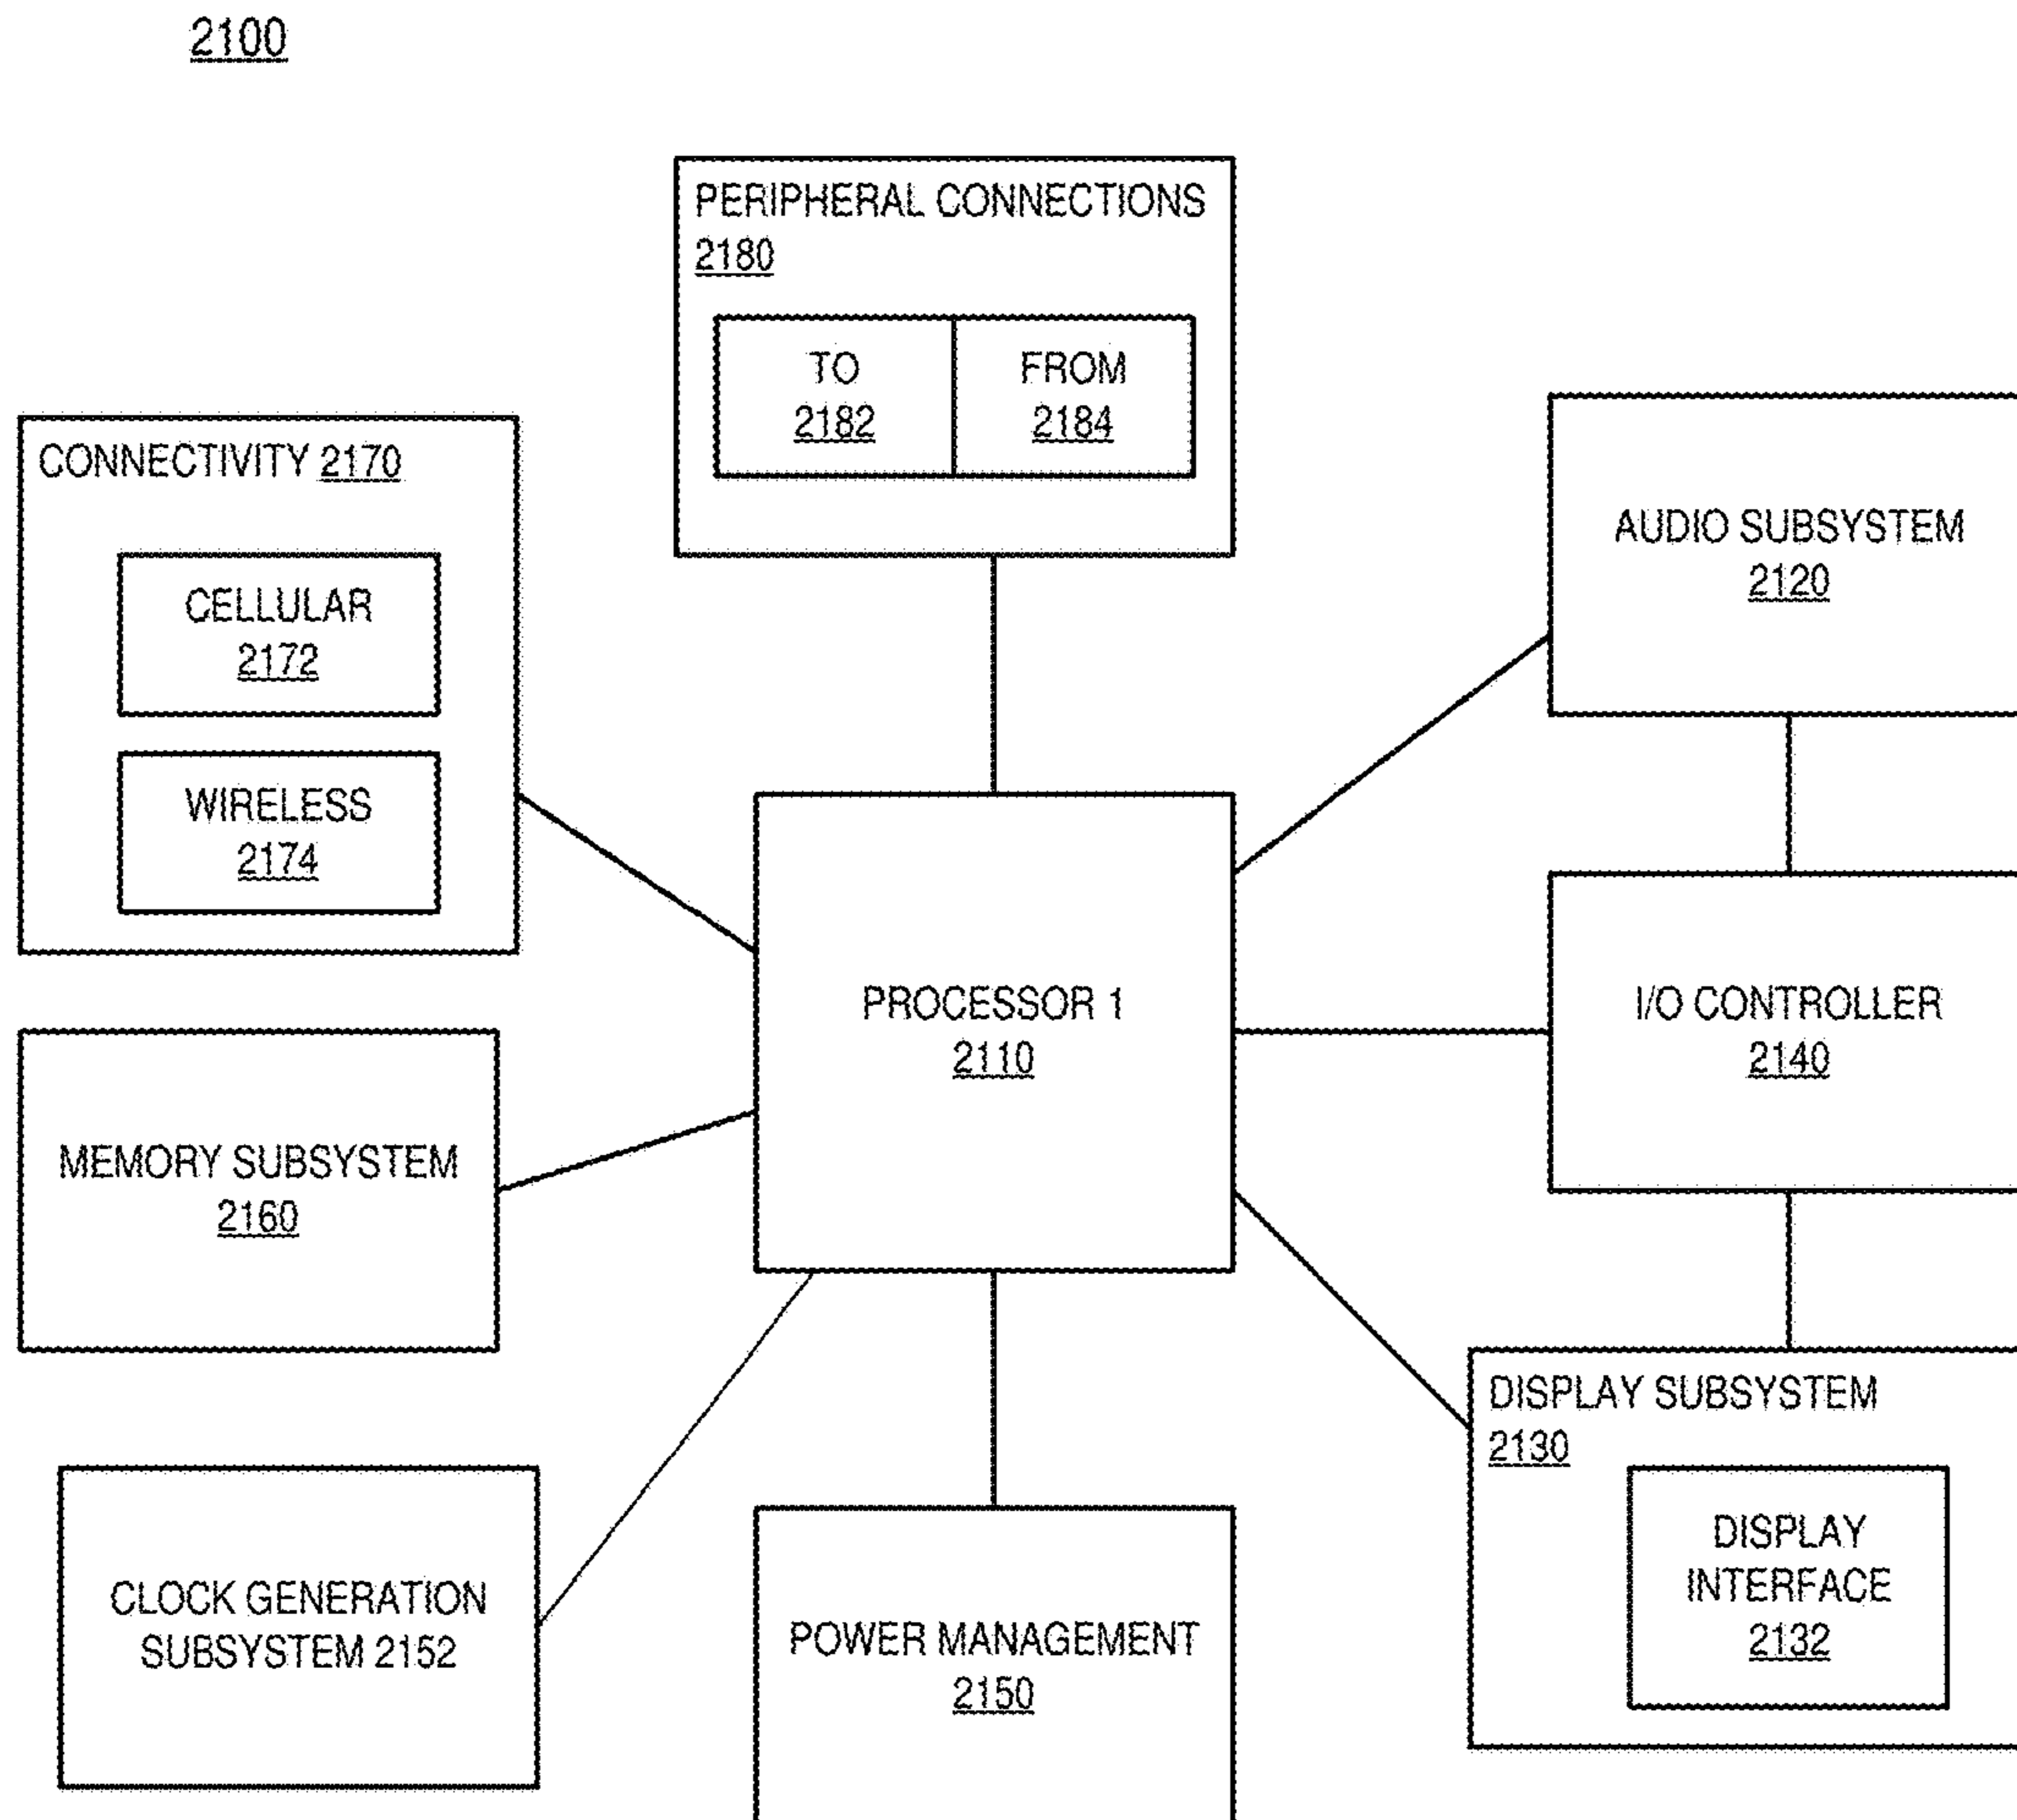 2100
PERIPHERAL CONNECTIONS
2180
TO
2182
FROM
2184
CONNECTIVITY 2170
CELLULAR
2172
WIRELESS
2174
AUDIO SUBSYSTEM
2120
PROCESSOR 1
2110
I/O CONTROLLER
2140
MEMORY SUBSYSTEM
2160
DISPLAY SUBSYSTEM
2130
DISPLAY
INTERFACE
2132
CLOCK GENERATION
SUBSYSTEM 2152
POWER MANAGEMENT
2150